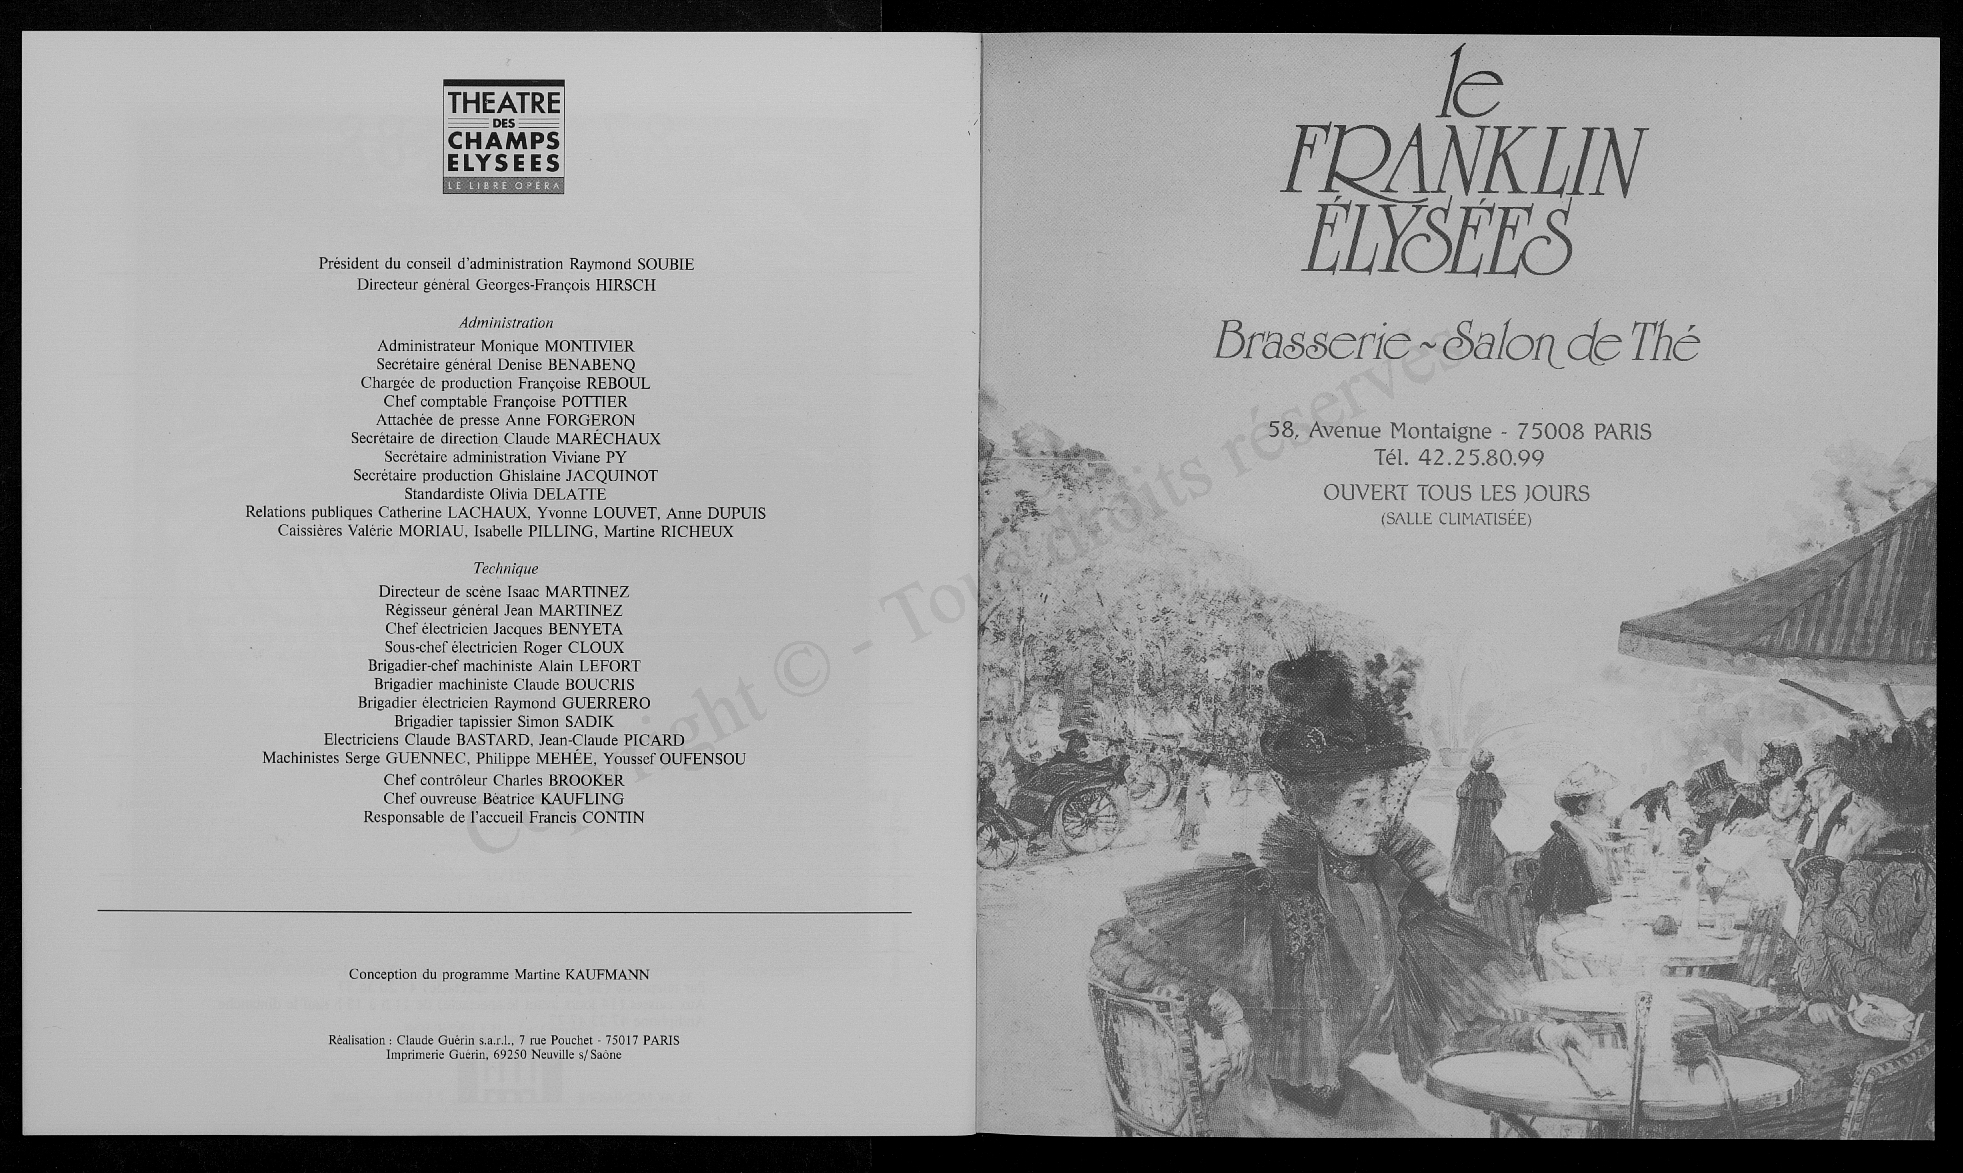 THEATRE
DES
CHAMPS
ELYSEES
LE LIBRE OPÉRA
Président du conseil d'administration Raymond SOUBIE
Directeur général Georges-François HIRSCH
Administration
Administrateur Monique MONTIVIER
Secrétaire général Denise BENABENQ
Chargée de production Françoise REBOUL
Chef comptable Françoise POTTIER
Attachée de presse Anne FORGERON
Secrétaire de direction Claude MARÉCHAUX
Secrétaire administration Viviane PY
Secrétaire production Ghislaine JACQUINOT
Standardiste Olivia DELATTE
Relations publiques Catherine LACHAUX, Yvonne LOUVET, Anne DUPUIS
Caissières Valérie MORIAU, Isabelle PILLING, Martine RICHEUX
Technique
Directeur de scène Isaac MARTINEZ
Régisseur général Jean MARTINEZ
Chef électricien Jacques BENYETA
Sous-chef électricien Roger CLOUX
Brigadier-chef machiniste Alain LEFORT
Brigadier machiniste Claude BOUCRIS
Brigadier électricien Raymond GUERRERO
Brigadier tapissier Simon SADIK
Electriciens Claude BASTARD, Jean-Claude PICARD
Machinistes Serge GUENNEC, Philippe MEHÉE, Youssef OUFENSOU
Chef contrôleur Charles BROOKER
Chef ouvreuse Béatrice KAUFLING
Responsable de l'accueil Francis CONTIN
Conception du programme Martine KAUFMANN
Réalisation : Claude Guérin s.a.r.l., 7 rue Pouchet - 75017 PARIS
Imprimerie Guérin, 69250 Neuville s/Saône
le
FRANKLIN
ÉLYSÉES
Brasserie ~ Salon de Thé
58, Avenue Montaigne - 75008 PARIS
Tél. 42.25.80.99
OUVERT TOUS LES JOURS
(SALLE CLIMATISÉE)
Copyright © - Tous droits réservés